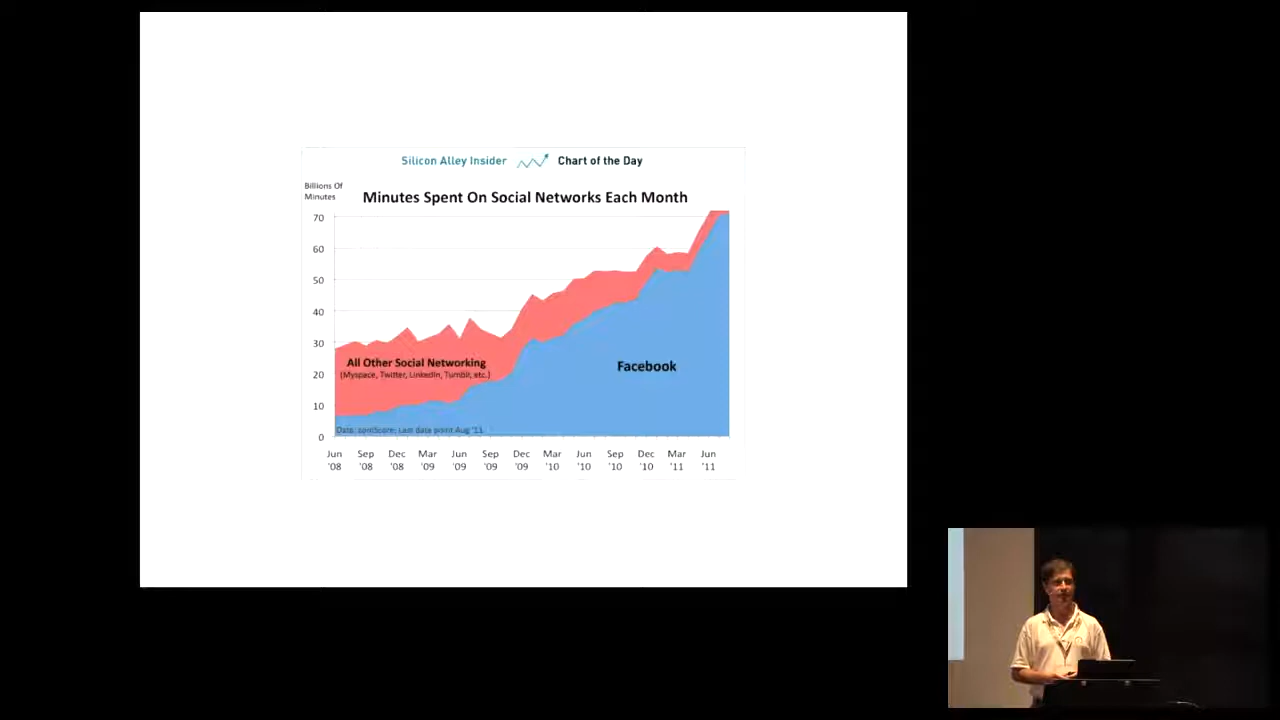 Silicon Alley Insider Chart of the Day
Billions Of
Minutes
Minutes Spent On Social Networks Each Month
70
60
50
40
30
20
10
0
All Other Social Networking
(Myspace, Twitter, LinkedIn, Tumblr, etc.)
Facebook
Data: comScore; Last data point Aug '11
Jun Sep Dec Mar Jun Sep Dec Mar Jun Sep Dec Mar Jun
'08 '08 '08 '09 '09 '09 '09 '10 '10 '10 '10 '11 '11